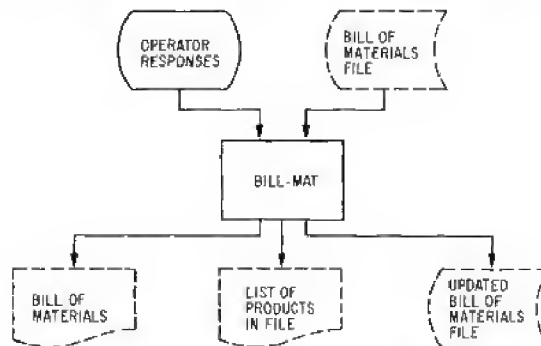 OPERATOR
RESPONSES
BILL OF
MATERIALS
FILE
BILL-MAT
BILL OF
MATERIALS
LIST OF
PRODUCTS
IN FILE
UPDATED
BILL OF
MATERIALS
FILE